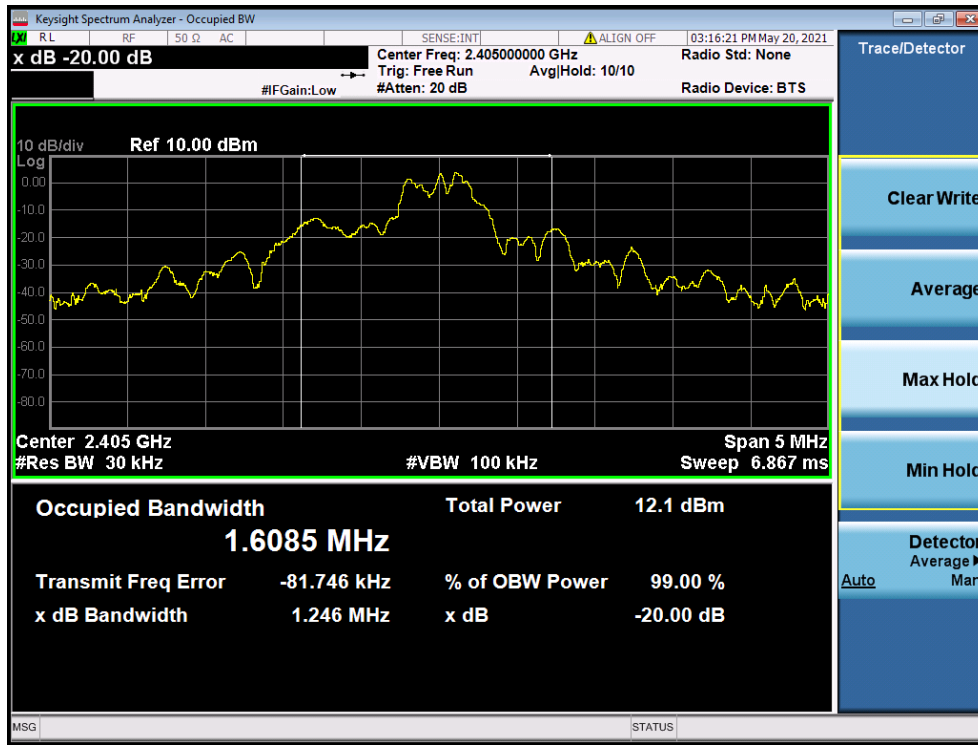 Keysight Spectrum Analyzer - Occupied BW
LXI RL RF 50 Ω AC SENSE:INT ALIGN OFF 03:16:21 PM May 20, 2021
x dB -20.00 dB
Center Freq: 2.405000000 GHz Radio Std: None
Trig: Free Run Avg|Hold: 10/10
#IFGain:Low #Atten: 20 dB Radio Device: BTS
Trace/Detector
10 dB/div Ref 10.00 dBm
Log
0.00
-10.0
-20.0
-30.0
-40.0
-50.0
-60.0
-70.0
-80.0
Center 2.405 GHz Span 5 MHz
#Res BW 30 kHz #VBW 100 kHz Sweep 6.867 ms
Occupied Bandwidth Total Power 12.1 dBm
1.6085 MHz
Transmit Freq Error -81.746 kHz % of OBW Power 99.00 %
x dB Bandwidth 1.246 MHz x dB -20.00 dB
Clear Write
Average
Max Hold
Min Hold
Detector
Average
Auto Man
MSG STATUS